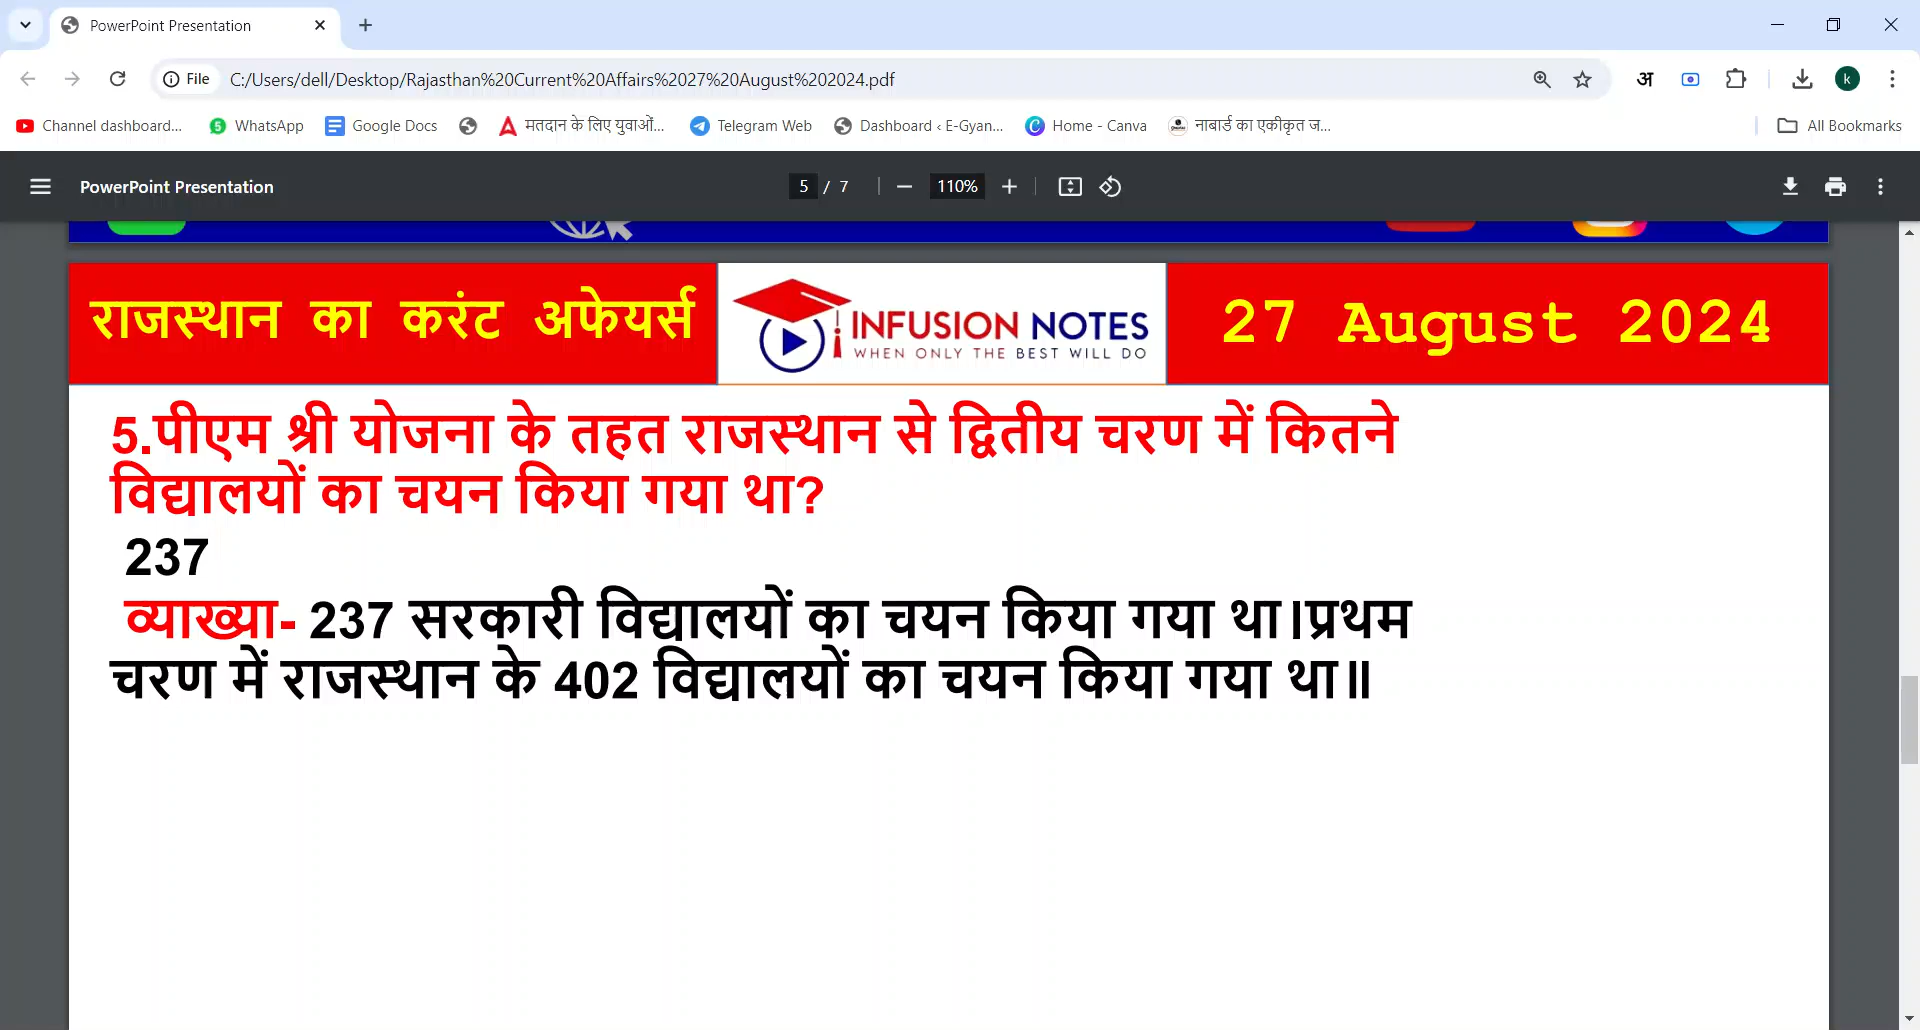 PowerPoint Presentation
File C:/Users/dell/Desktop/Rajasthan%20Current%20Affairs%2027%20August%202024.pdf अ k
Channel dashboard... WhatsApp Google Docs मतदान के लिए युवाओं... Telegram Web Dashboard ‹ E-Gyan... Home - Canva नाबार्ड का एकीकृत ज... All Bookmarks
PowerPoint Presentation 5 / 7 110%
राजस्थान का करंट अफेयर्स
INFUSION NOTES
WHEN ONLY THE BEST WILL DO
27 August 2024
5.पीएम श्री योजना के तहत राजस्थान से द्वितीय चरण में कितने
विद्यालयों का चयन किया गया था?
237
व्याख्या- 237 सरकारी विद्यालयों का चयन किया गया था।प्रथम
चरण में राजस्थान के 402 विद्यालयों का चयन किया गया था॥